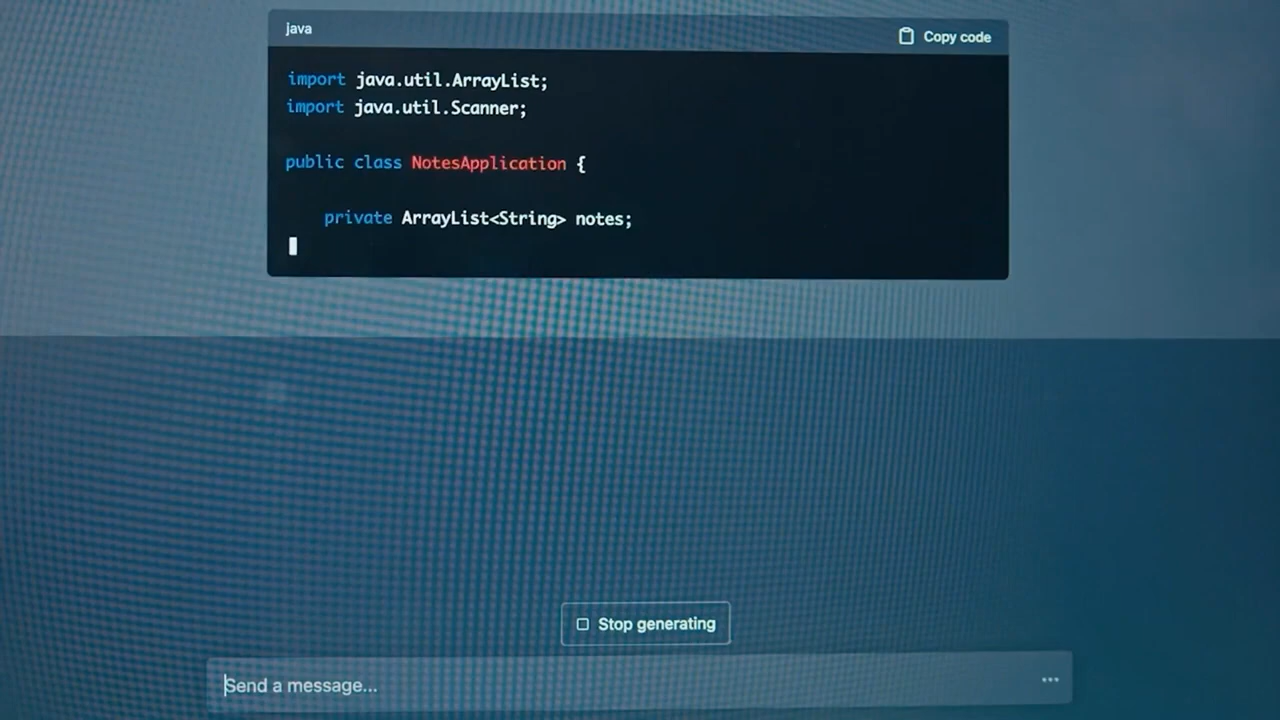 java
Copy code
import java.util.ArrayList;
import java.util.Scanner;
public class NotesApplication {
private ArrayList<String> notes;
Stop generating
Send a message...